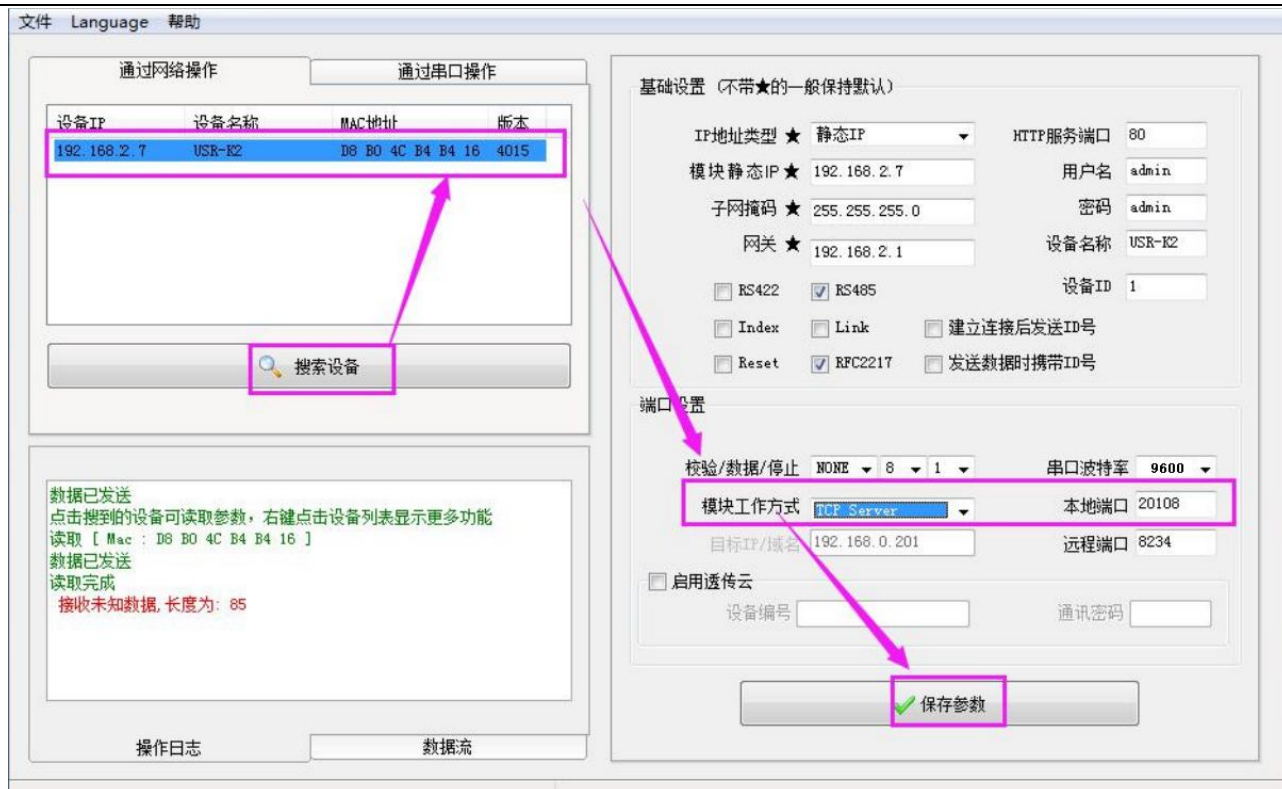 文件 Language 帮助
通过网络操作 通过串口操作
设备IP 设备名称 MAC地址 版本
192.168.2.7 USR-K2 D8 B0 4C B4 B4 16 4015
搜索设备
数据已发送
点击搜到的设备可读取参数，右键点击设备列表显示更多功能
读取 [ Mac : D8 B0 4C B4 B4 16 ]
数据已发送
读取完成
接收未知数据,长度为: 85
操作日志 数据流
基础设置 (不带★的一般保持默认)
IP地址类型 ★ 静态IP HTTP服务端口 80
模块静态IP ★ 192.168.2.7 用户名 admin
子网掩码 ★ 255.255.255.0 密码 admin
网关 ★ 192.168.2.1 设备名称 USR-K2
RS422 RS485 设备ID 1
Index Link 建立连接后发送ID号
Reset RFC2217 发送数据时携带ID号
端口设置
校验/数据/停止 NONE 8 1 串口波特率 9600
模块工作方式 TCP Server 本地端口 20108
目标IP/域名 192.168.0.201 远程端口 8234
启用透传云
设备编号 通讯密码
保存参数